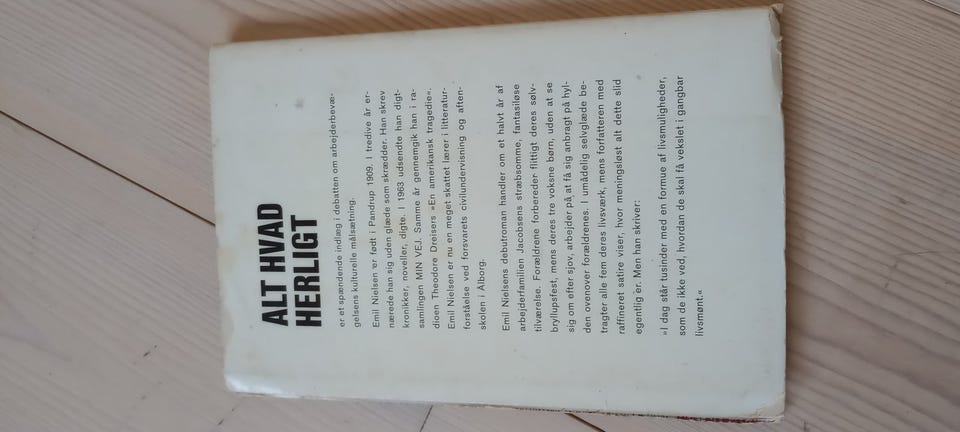 ALT HVAD
HERLIGT
er et spændende indlæg i debatten om arbejderbevæ-
gelsens kulturelle målsætning.
Emil Nielsen er født i Pandrup 1909. I tredive år er-
nærede han sig uden glæde som skrædder. Han skrev
kronikker, noveller, digte. I 1963 udsendte han digt-
samlingen MIN VEJ. Samme år gennemgik han i ra-
dioen Theodore Dreisers »En amerikansk tragedie«.
Emil Nielsen er nu en meget skattet lærer i litteratur-
forståelse ved forsvarets civilundervisning og aften-
skolen i Ålborg.
Emil Nielsens debutroman handler om et halvt år af
arbejderfamilien Jacobsens stræbsomme, fantasiløse
tilværelse. Forældrene forbereder flittigt deres sølv-
bryllupsfest, mens deres tre voksne børn, uden at se
sig om efter sjov, arbejder på at få sig anbragt på hyl-
den ovenover forældrenes. I umådelig selvglæde be-
tragter alle fem deres livsværk, mens forfatteren med
raffineret satire viser, hvor meningsløst alt dette slid
egentlig er. Men han skriver:
»I dag står tusinder med en formue af livsmuligheder,
som de ikke ved, hvordan de skal få vekslet i gangbar
livsmønt.«